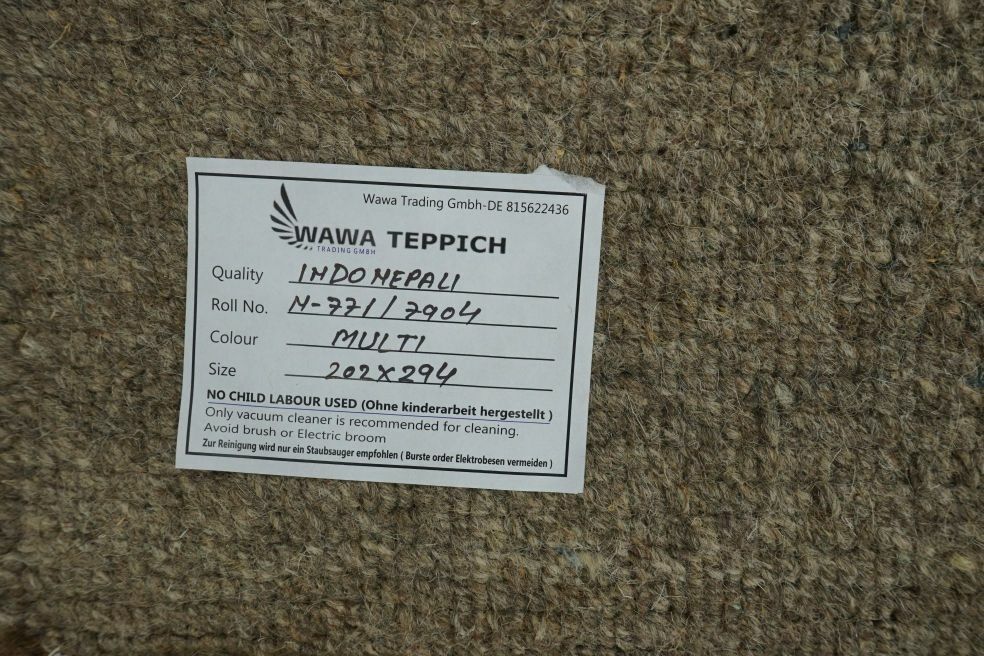 Wawa Trading Gmbh-DE 815622436
WAWA TEPPICH
TRADING GMBH
Quality INDO NEPALI
Roll No. N-771//7904
Colour MULTI
Size 202X294
NO CHILD LABOUR USED (Ohne kinderarbeit hergestellt )
Only vacuum cleaner is recommended for cleaning.
Avoid brush or Electric broom
Zur Reinigung wird nur ein Staubsauger empfohlen ( Burste order Elektrobesen vermeiden )